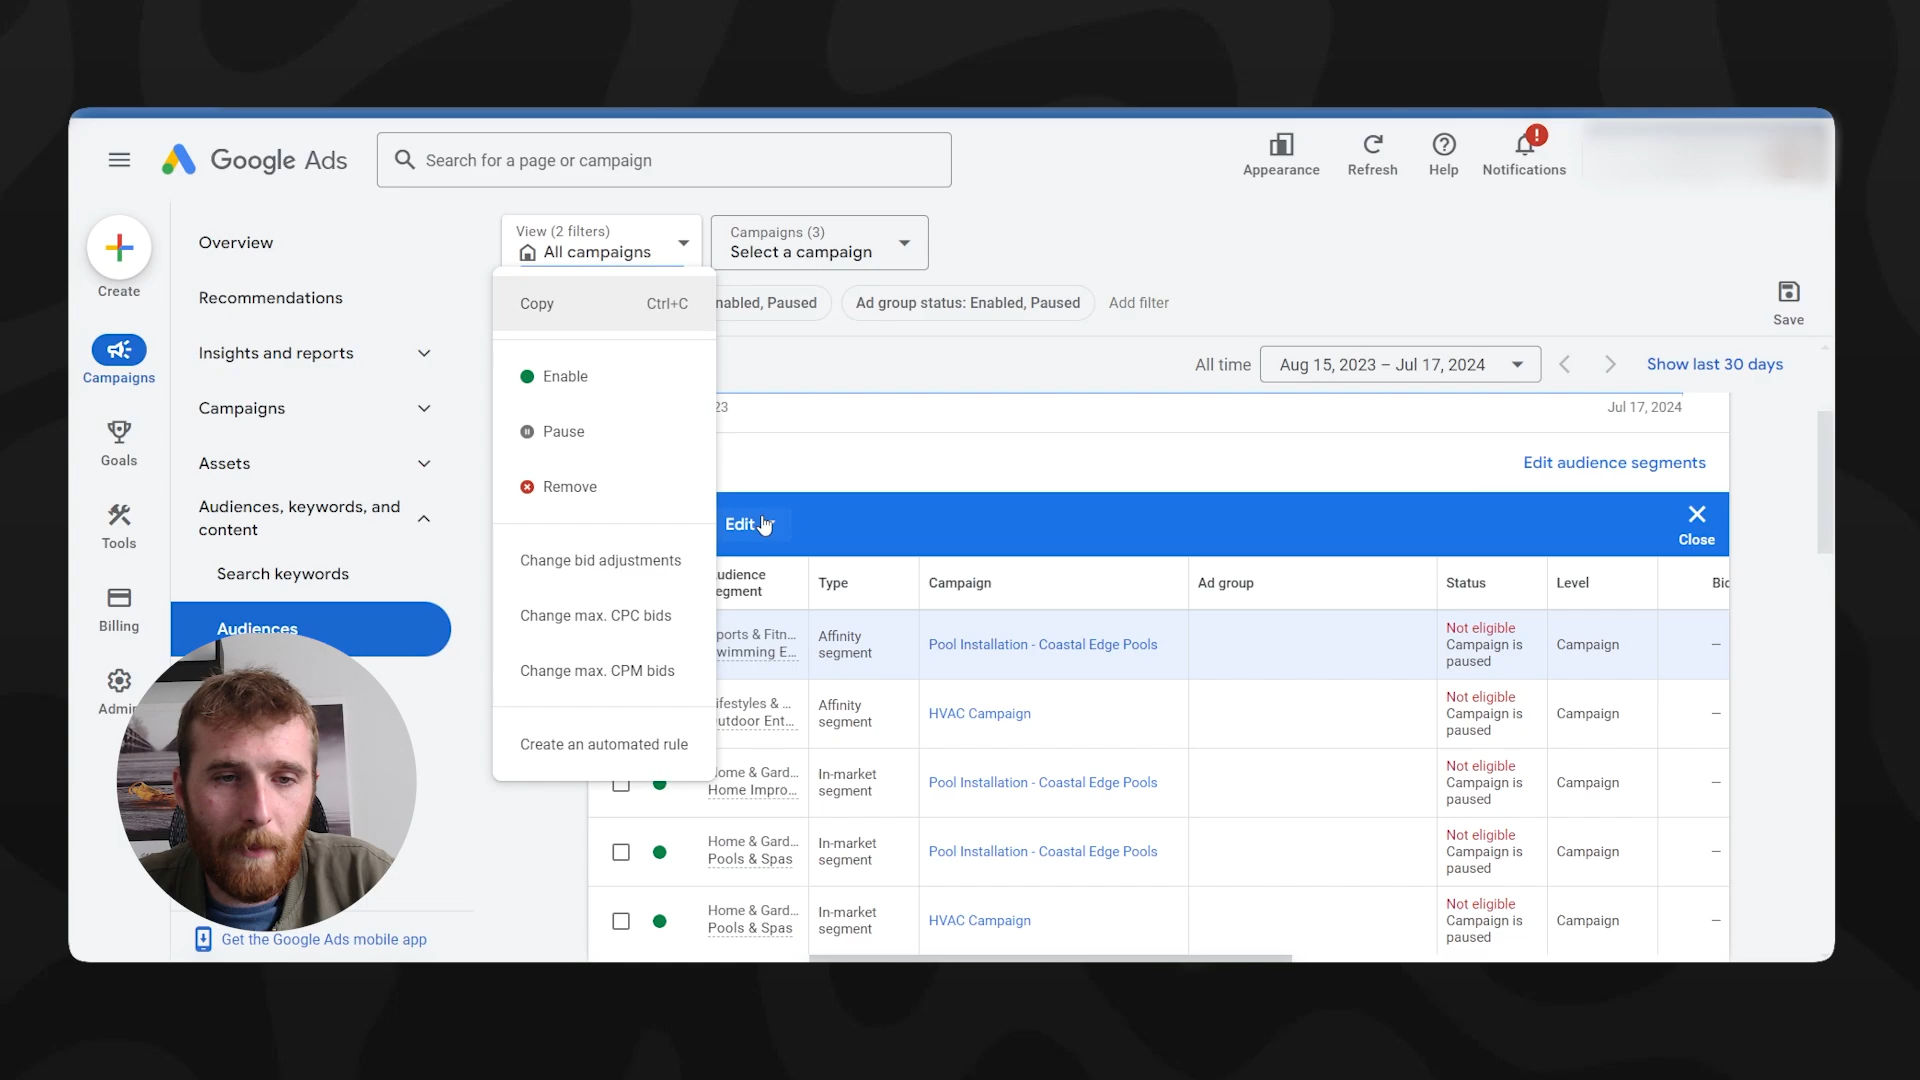 Google Ads
Search for a page or campaign
Appearance
Refresh
Help
!
Notifications
Create
Campaigns
Goals
Tools
Billing
Admin
Overview
Recommendations
Insights and reports
Campaigns
Assets
Audiences, keywords, and
content
Search keywords
Audiences
Get the Google Ads mobile app
View (2 filters)
All campaigns
Campaigns (3)
Select a campaign
nabled, Paused
Ad group status: Enabled, Paused
Add filter
Save
Copy
Ctrl+C
Enable
Pause
Remove
Change bid adjustments
Change max. CPC bids
Change max. CPM bids
Create an automated rule
All time
Aug 15, 2023 – Jul 17, 2024
Show last 30 days
23
Jul 17, 2024
Edit audience segments
Edit
Close
udience
egment
Type
Campaign
Ad group
Status
Level
Bid
ports & Fitn...
wimming E...
Affinity
segment
Pool Installation - Coastal Edge Pools
Not eligible
Campaign is
paused
Campaign
–
ifestyles & ...
utdoor Ent...
Affinity
segment
HVAC Campaign
Not eligible
Campaign is
paused
Campaign
–
ome & Gard...
Home Impro...
In-market
segment
Pool Installation - Coastal Edge Pools
Not eligible
Campaign is
paused
Campaign
–
Home & Gard...
Pools & Spas
In-market
segment
Pool Installation - Coastal Edge Pools
Not eligible
Campaign is
paused
Campaign
–
Home & Gard...
Pools & Spas
In-market
segment
HVAC Campaign
Not eligible
Campaign is
paused
Campaign
–